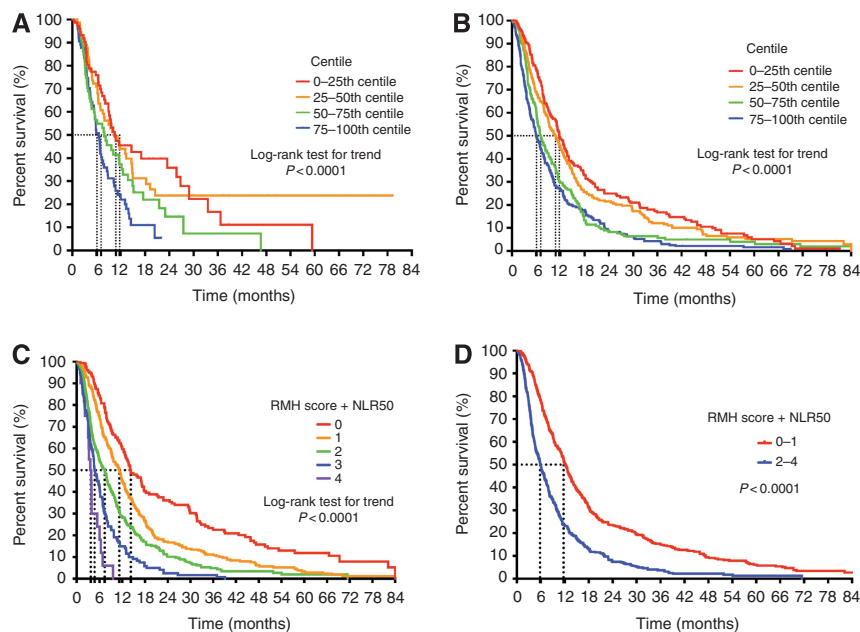 A
Percent survival (%)
100
90
80
70
60
50
40
30
20
10
0
Centile
0–25th centile
25–50th centile
50–75th centile
75–100th centile
Log-rank test for trend
P<0.0001
0 6 12 18 24 30 36 42 48 54 60 66 72 78 84
Time (months)
B
Percent survival (%)
100
90
80
70
60
50
40
30
20
10
0
Centile
0–25th centile
25–50th centile
50–75th centile
75–100th centile
Log-rank test for trend
P<0.0001
0 6 12 18 24 30 36 42 48 54 60 66 72 78 84
Time (months)
C
Percent survival (%)
100
90
80
70
60
50
40
30
20
10
0
RMH score + NLR50
0
1
2
3
4
Log-rank test for trend
P<0.0001
0 6 12 18 24 30 36 42 48 54 60 66 72 78 84
Time (months)
D
Percent survival (%)
100
90
80
70
60
50
40
30
20
10
0
RMH score + NLR50
0–1
2–4
P<0.0001
0 6 12 18 24 30 36 42 48 54 60 66 72 78 84
Time (months)